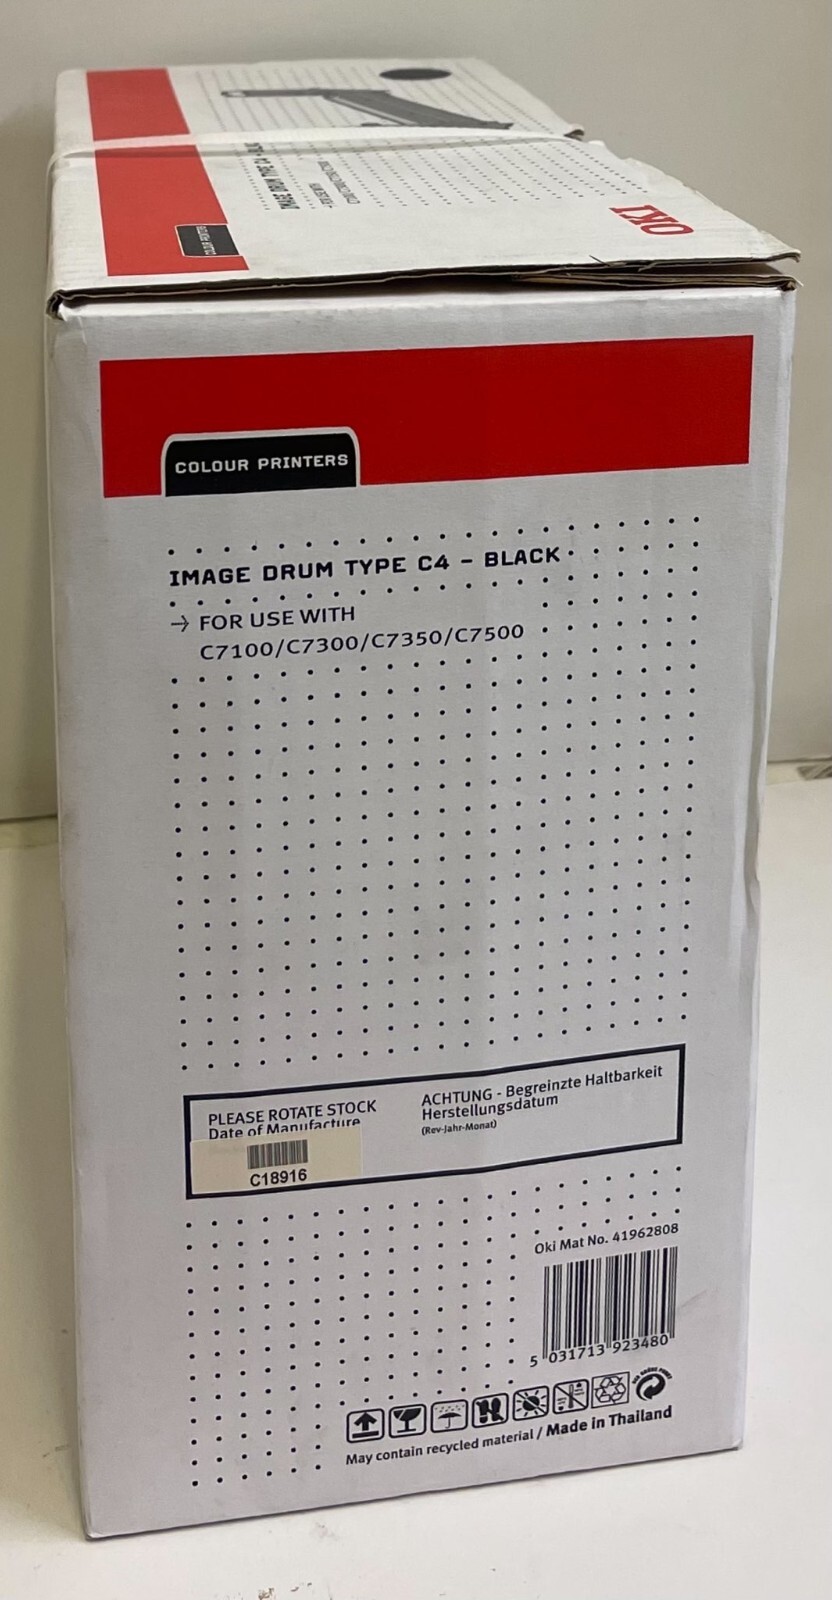 OKI
COLOUR PRINTERS
IMAGE DRUM TYPE C4 - BLACK
→ FOR USE WITH
C7100/C7300/C7350/C7500
PLEASE ROTATE STOCK
Date of Manufacture
ACHTUNG - Begreinzte Haltbarkeit
Herstellungsdatum
(Rev-Jahr-Monat)
C18916
Oki Mat No. 41962808
5 031713 923480
May contain recycled material / Made in Thailand